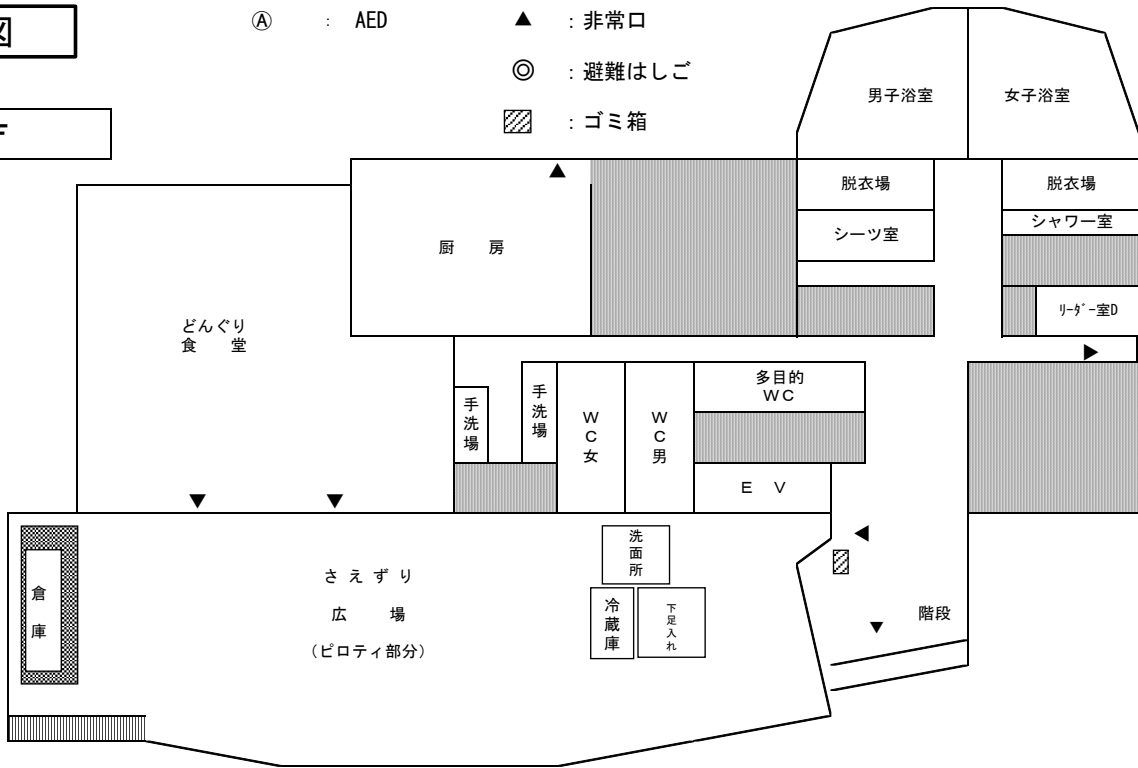 図
Ⓐ : AED
▲ : 非常口
◎ : 避難はしご
: ゴミ箱
男子浴室
女子浴室
脱衣場
脱衣場
シーツ室
シャワー室
厨 房
ﾘｰﾀﾞｰ室D
どんぐり
食 堂
手洗場
手洗場
WC女
WC男
多目的
WC
E V
洗面所
倉庫
さ え ず り
広 場
(ピロティ部分)
冷蔵庫
下足入れ
階段